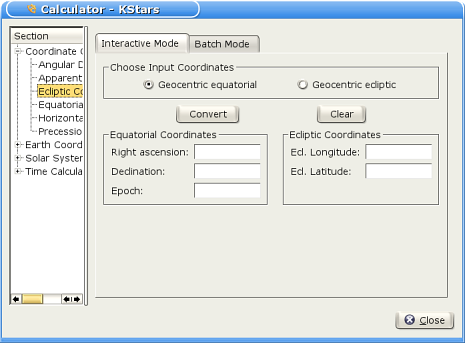 Calculator - KStars
Section
Coordinate C
Angular D
Apparent
Ecliptic Co
Equatoria
Horizonta
Precessio
Earth Coord
Solar System
Time Calcula
Interactive Mode
Batch Mode
Choose Input Coordinates
Geocentric equatorial
Geocentric ecliptic
Convert
Clear
Equatorial Coordinates
Right ascension:
Declination:
Epoch:
Ecliptic Coordinates
Ecl. Longitude:
Ecl. Latitude:
Close